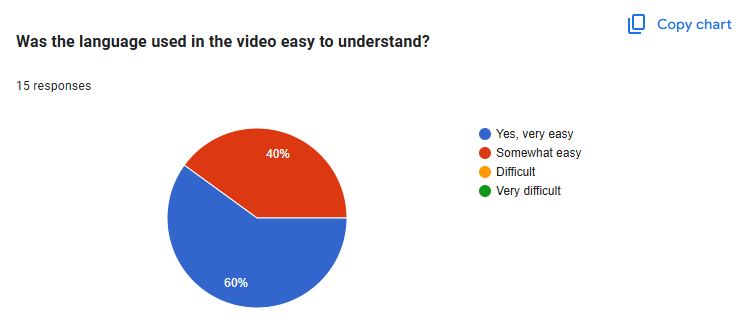 Copy chart
Was the language used in the video easy to understand?
15 responses
Yes, very easy
Somewhat easy
Difficult
Very difficult
40%
60%